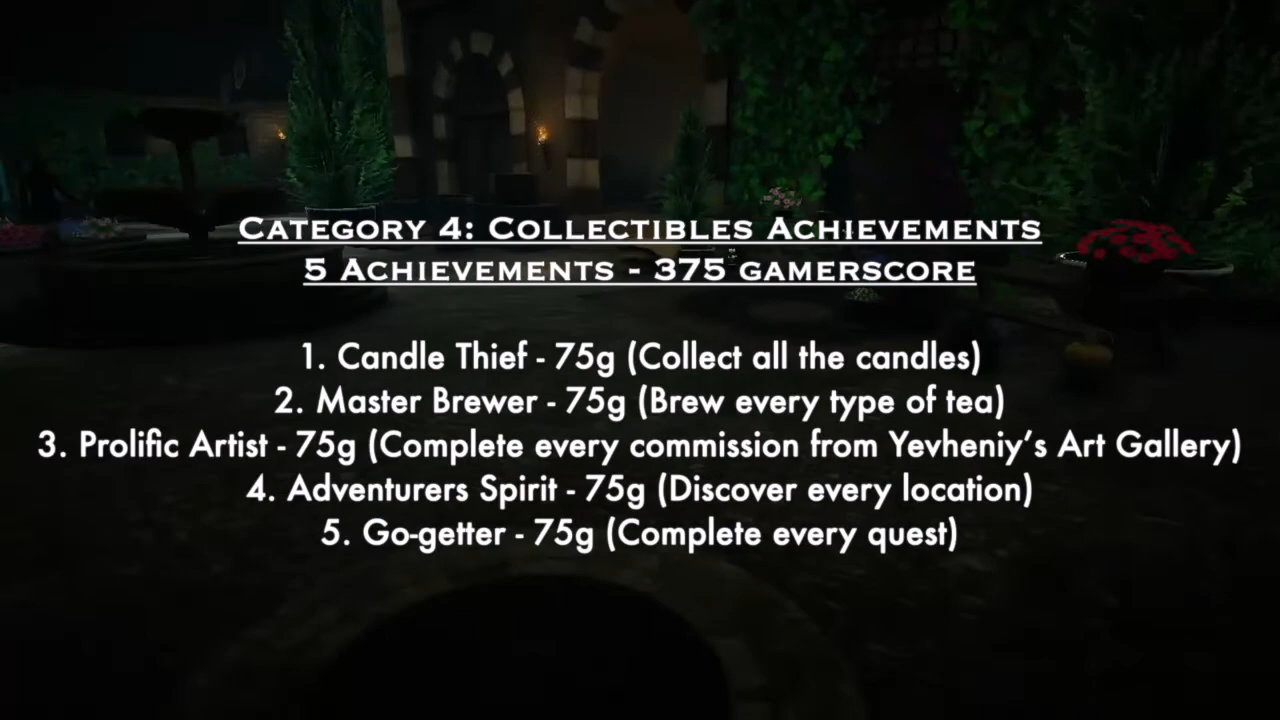 Category 4: Collectibles Achievements
5 Achievements - 375 gamerscore
1. Candle Thief - 75g (Collect all the candles)
2. Master Brewer - 75g (Brew every type of tea)
3. Prolific Artist - 75g (Complete every commission from Yevheniy’s Art Gallery)
4. Adventurers Spirit - 75g (Discover every location)
5. Go-getter - 75g (Complete every quest)